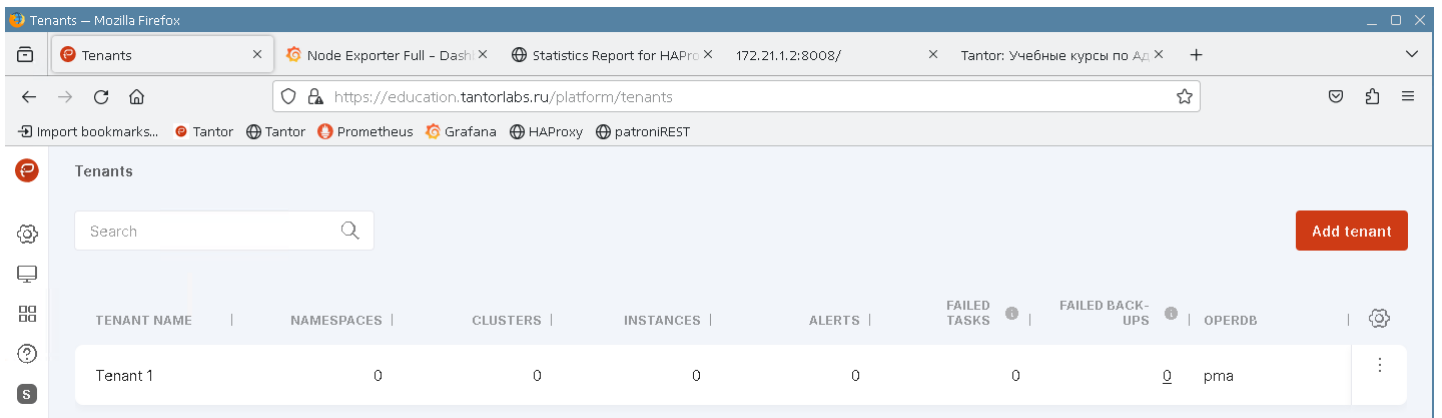 Tenants — Mozilla Firefox
Tenants Node Exporter Full – Dash Statistics Report for HAPro 172.21.1.2:8008/ Tantor: Учебные курсы по Ад
https://education.tantorlabs.ru/platform/tenants
Import bookmarks... Tantor Tantor Prometheus Grafana HAProxy patroniREST
Tenants
Search
Add tenant
TENANT NAME NAMESPACES CLUSTERS INSTANCES ALERTS FAILED TASKS FAILED BACK-UPS OPERDB
Tenant 1 0 0 0 0 0 0 pma
S